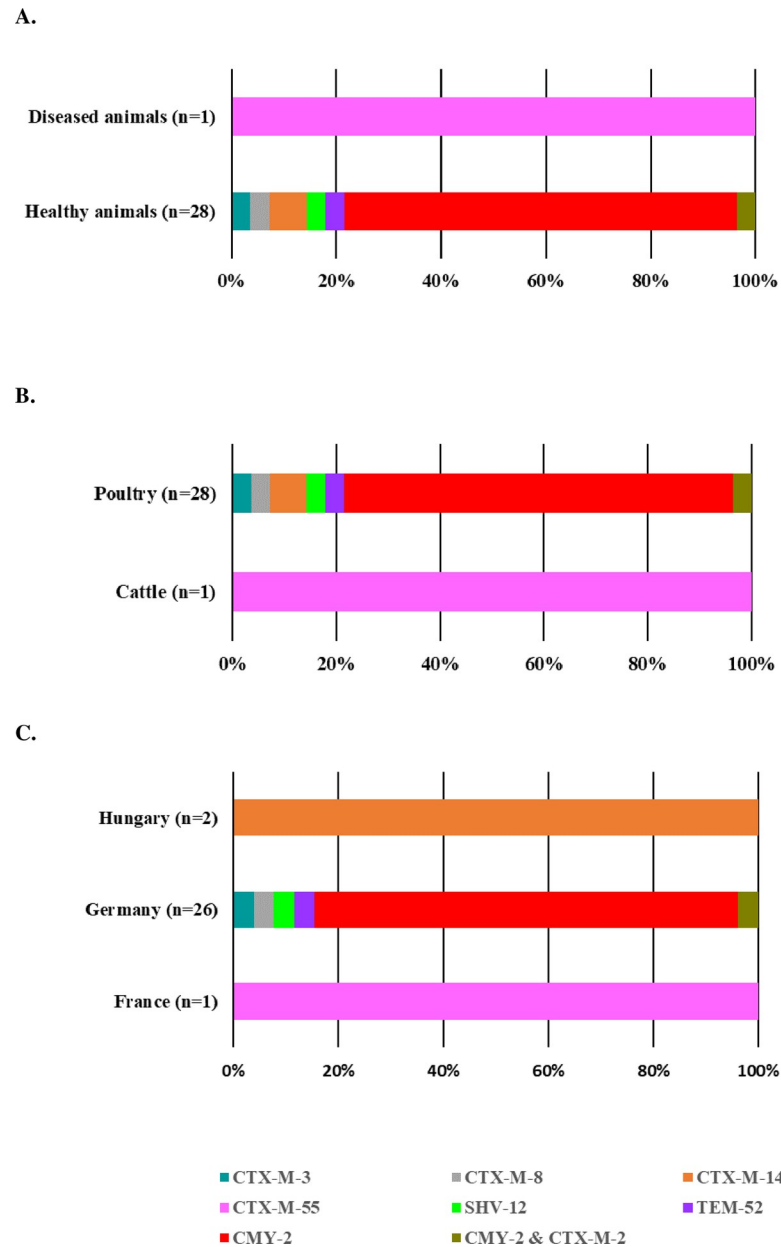 A.
Diseased animals (n=1)
Healthy animals (n=28)
0% 20% 40% 60% 80% 100%
B.
Poultry (n=28)
Cattle (n=1)
0% 20% 40% 60% 80% 100%
C.
Hungary (n=2)
Germany (n=26)
France (n=1)
0% 20% 40% 60% 80% 100%
CTX-M-3 CTX-M-8 CTX-M-14
CTX-M-55 SHV-12 TEM-52
CMY-2 CMY-2 & CTX-M-2